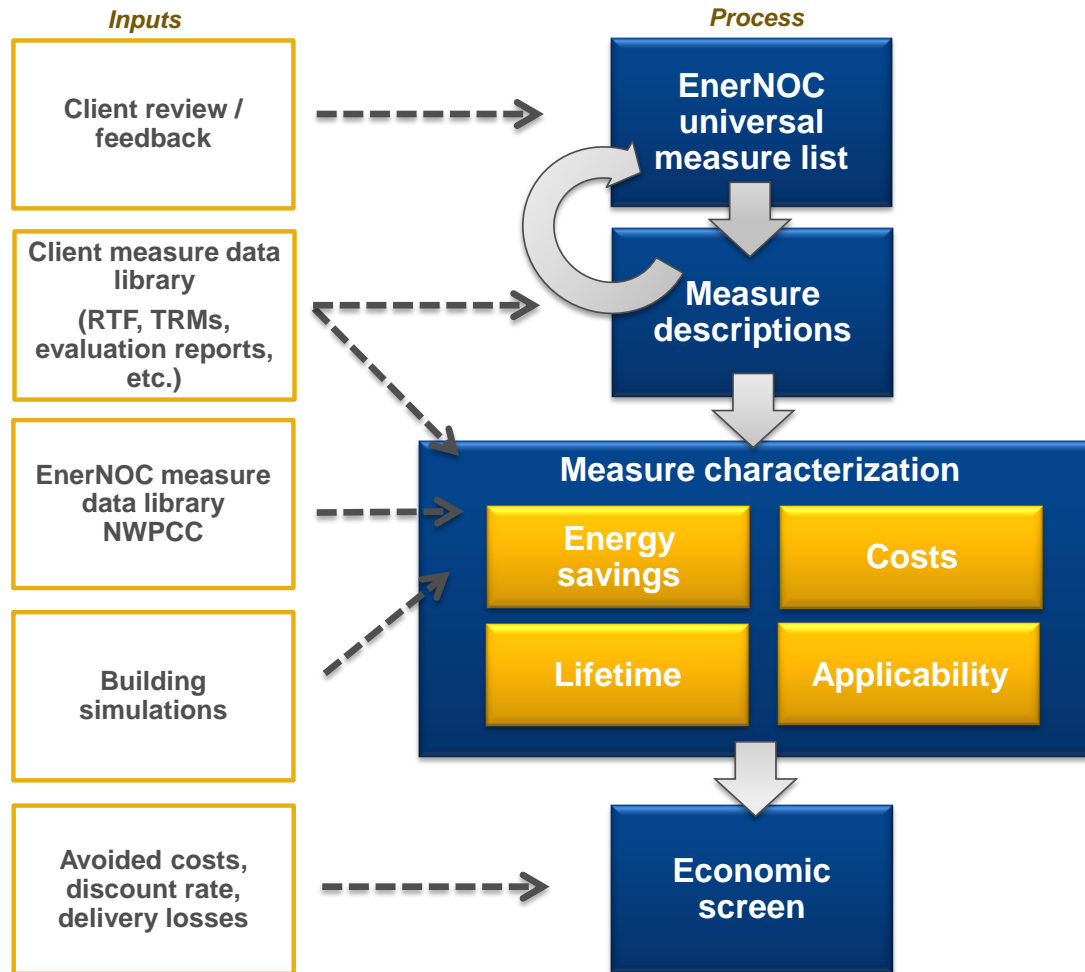 Inputs
Process
Client review /
feedback
EnerNOC
universal
measure list
Client measure data
library
(RTF, TRMs,
evaluation reports,
etc.)
Measure
descriptions
EnerNOC measure
data library
NWPCC
Measure characterization
Energy
savings
Costs
Lifetime
Applicability
Building
simulations
Avoided costs,
discount rate,
delivery losses
Economic
screen